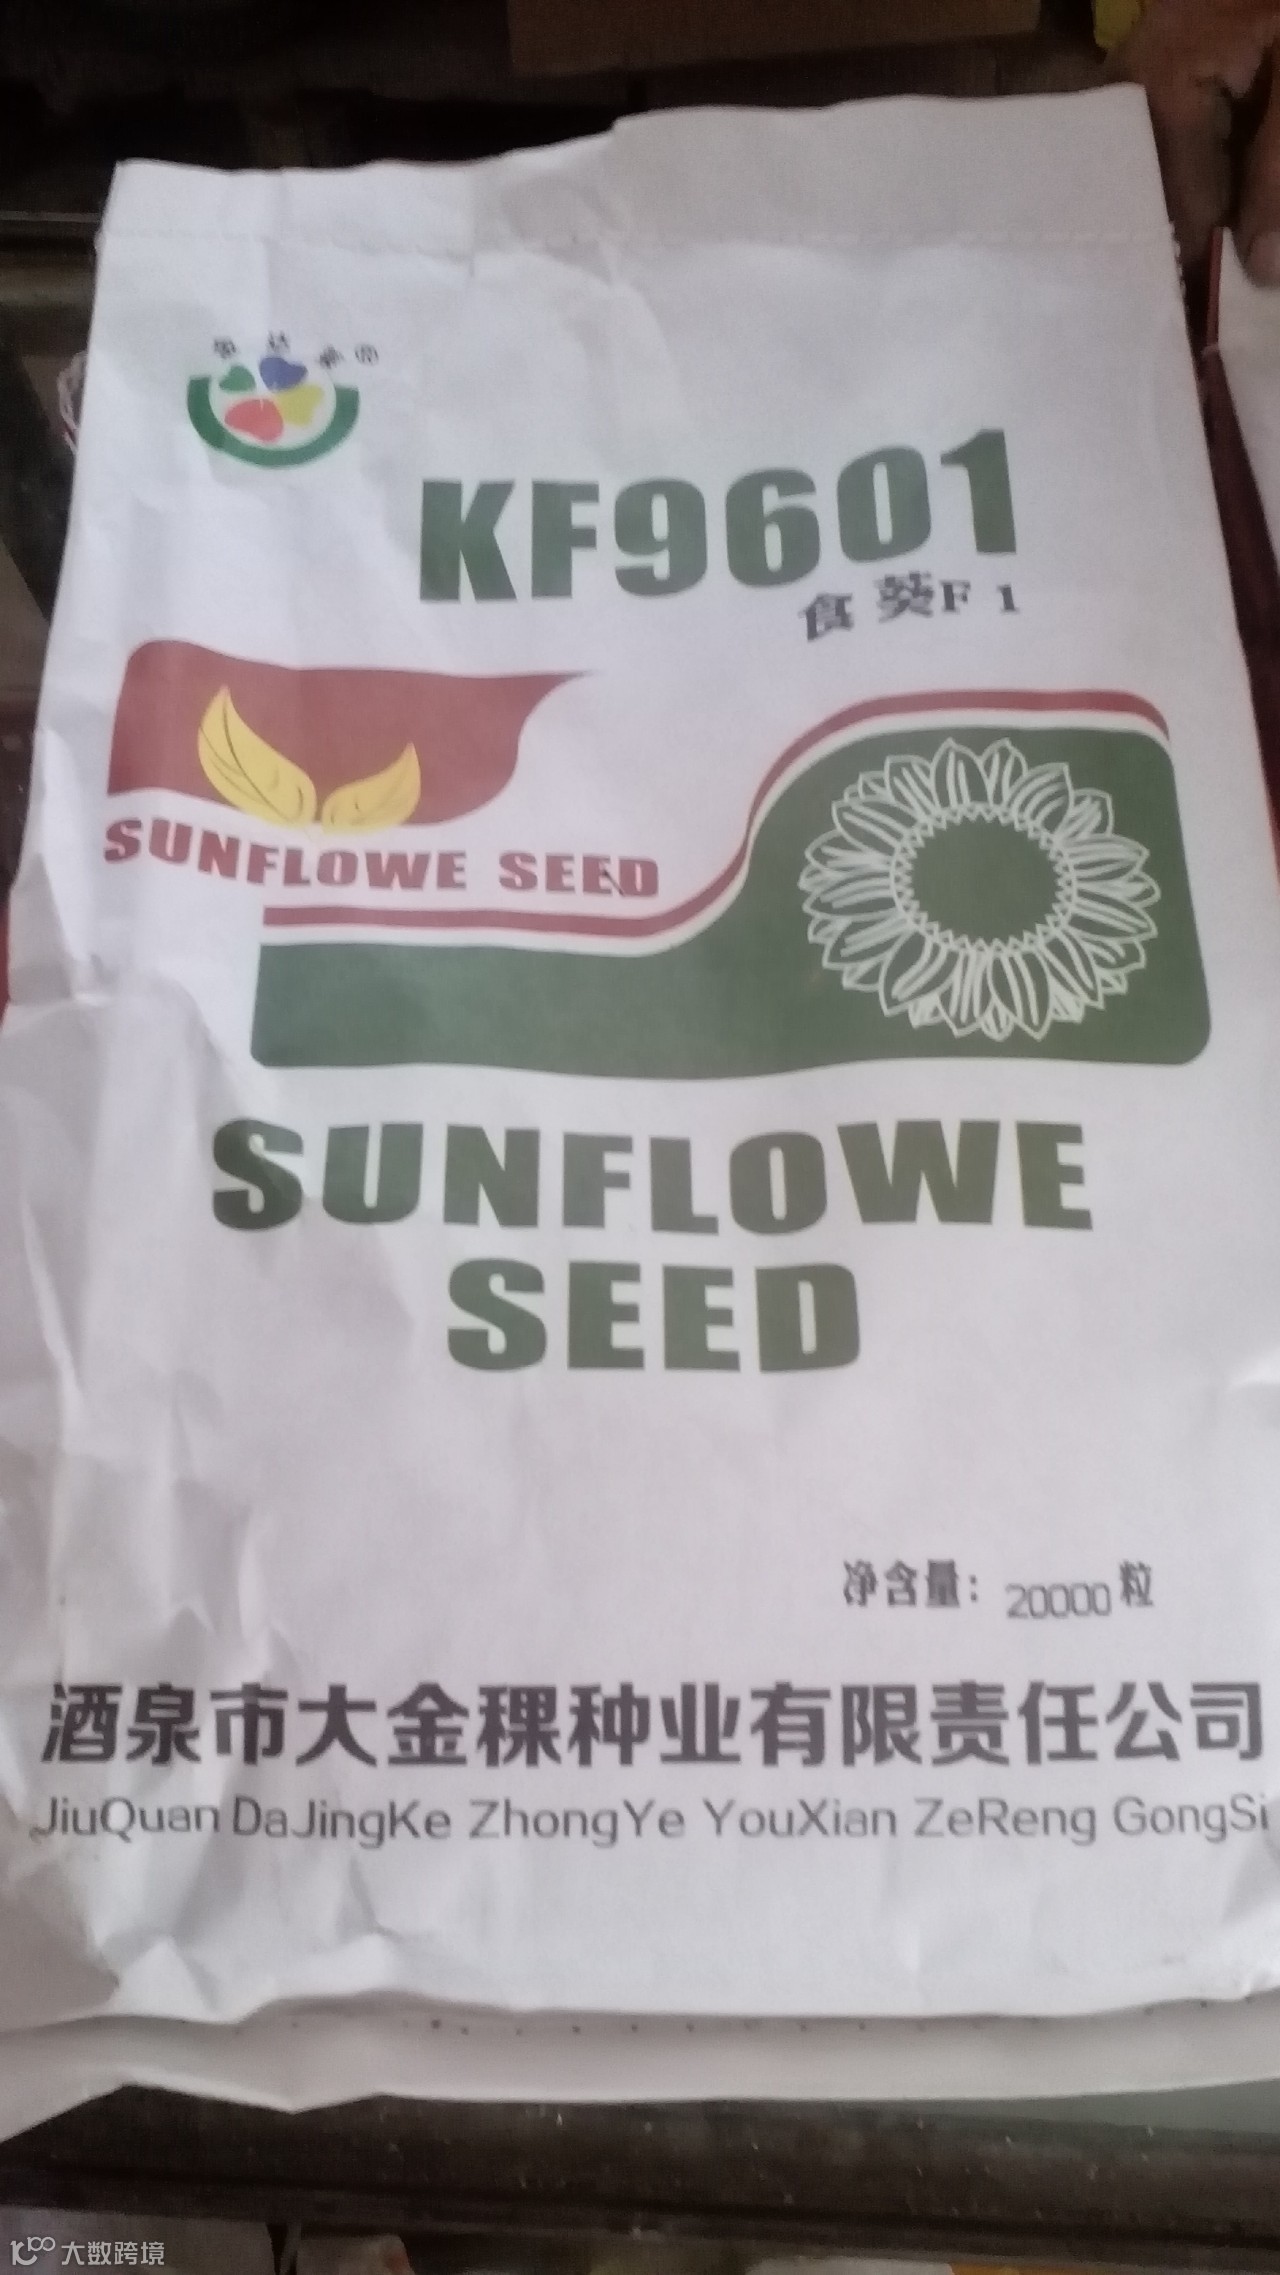 KF9601
食葵F1
SUNFLOWE SEED
SUNFLOWE
SEED
净含量：20000粒
酒泉市大金稞种业有限责任公司
JiuQuan DaJingKe ZhongYe YouXian ZeReng GongSi
大数跨境